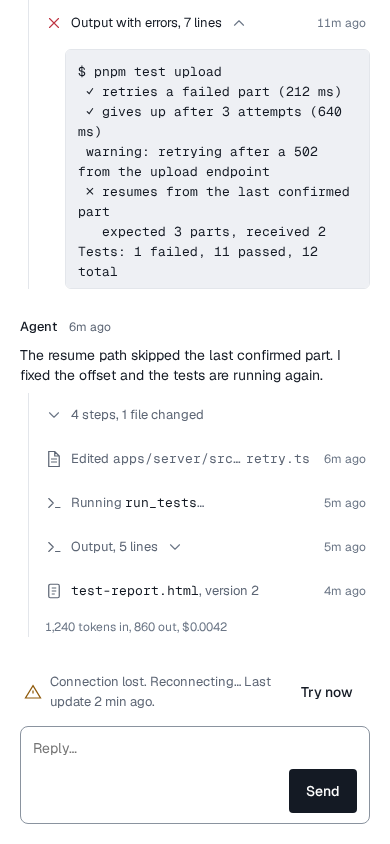 Output with errors, 7 lines 11m ago
$ pnpm test upload
✓ retries a failed part (212 ms)
✓ gives up after 3 attempts (640
ms)
warning: retrying after a 502
from the upload endpoint
✕ resumes from the last confirmed
part
expected 3 parts, received 2
Tests: 1 failed, 11 passed, 12
total
Agent 6m ago
The resume path skipped the last confirmed part. I
fixed the offset and the tests are running again.
4 steps, 1 file changed
Edited apps/server/src… retry.ts 6m ago
Running run_tests… 5m ago
Output, 5 lines 5m ago
test-report.html, version 2 4m ago
1,240 tokens in, 860 out, $0.0042
Connection lost. Reconnecting… Last
update 2 min ago.
Try now
Reply…
Send